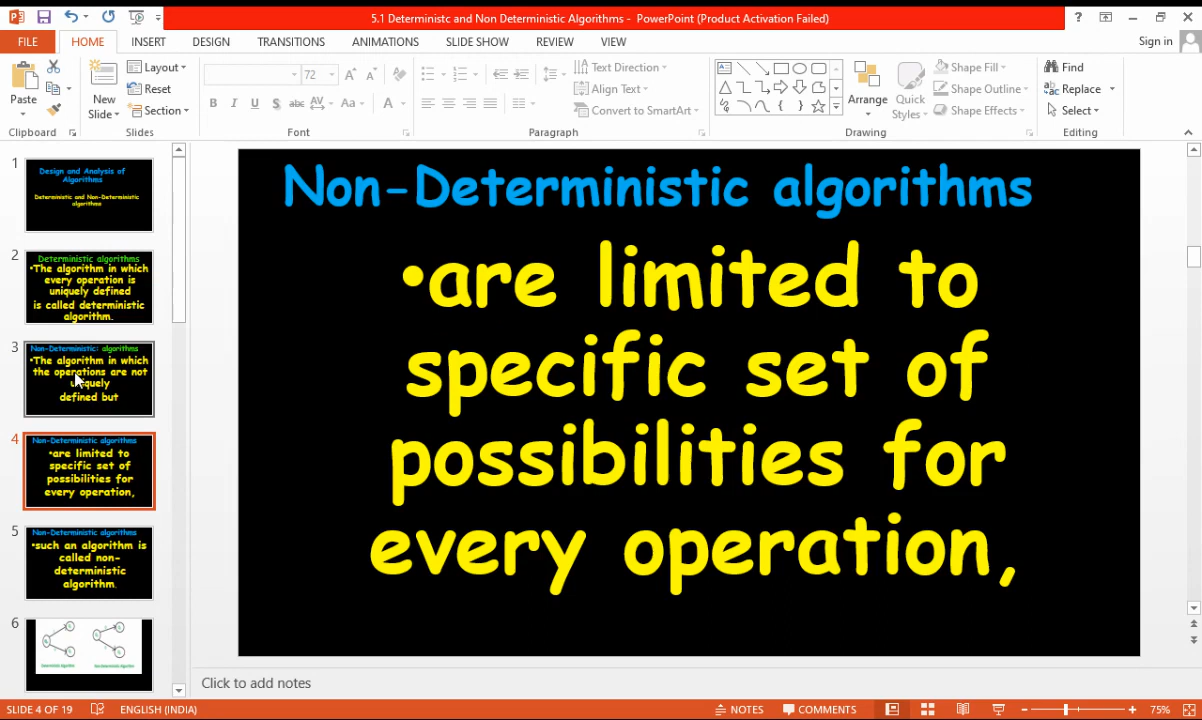 5.1 Deterministc and Non Deterministic Algorithms - PowerPoint (Product Activation Failed)
FILE HOME INSERT DESIGN TRANSITIONS ANIMATIONS SLIDE SHOW REVIEW VIEW Sign in
Paste
New Slide
Layout
Reset
Section
72
B I U S abc AV Aa A
Text Direction
Align Text
Convert to SmartArt
Arrange
Quick Styles
Shape Fill
Shape Outline
Shape Effects
Find
Replace
Select
Clipboard Slides Font Paragraph Drawing Editing
1
Design and Analysis of
Algorithms
Deterministic and Non-Deterministic
algorithms
2
Deterministic algorithms
•The algorithm in which
every operation is
uniquely defined
is called deterministic
algorithm.
3
Non-Deterministic: algorithms
•The algorithm in which
the operations are not
uniquely
defined but
4
Non-Deterministic algorithms
•are limited to
specific set of
possibilities for
every operation,
5
Non-Deterministic algorithms
•such an algorithm is
called non-
deterministic
algorithm.
6
Non-Deterministic algorithms
•are limited to
specific set of
possibilities for
every operation,
Click to add notes
SLIDE 4 OF 19 ENGLISH (INDIA) NOTES COMMENTS 75%